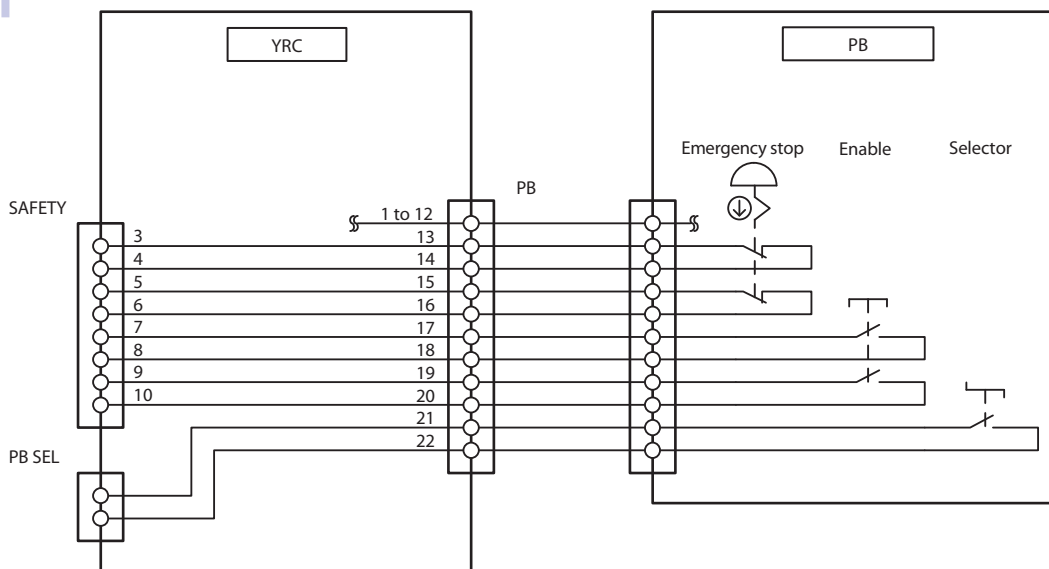 YRC
PB
Emergency stop Enable Selector
PB
SAFETY
1 to 12
3 13
4 14
5 15
6 16
7 17
8 18
9 19
10 20
21
22
PB SEL